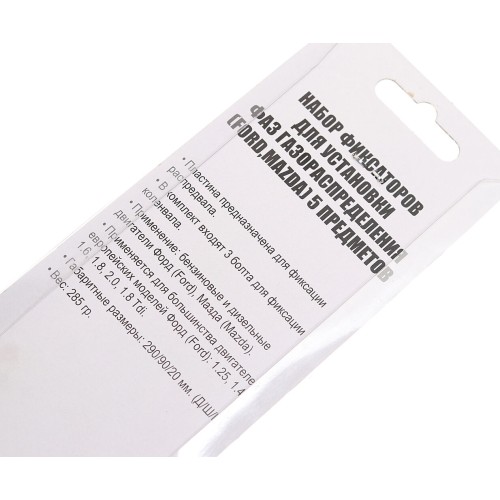 НАБОР ФИКСАТОРОВ
ДЛЯ УСТАНОВКИ
ФАЗ ГАЗОРАСПРЕДЕЛЕНИЯ
(FORD,MAZDA) 5 ПРЕДМЕТОВ
• Пластина предназначена для фиксации
распредвала.
• В комплект входят 3 болта для фиксации
коленвала.
• Применение: бензиновые и дизельные
двигатели Форд (Ford), Мазда (Mazda).
• Применяется для большинства двигателе
европейских моделей Форд (Ford): 1.25, 1.4
1.6, 1.8, 2.0, 1.8 Tdi.
• Габаритные размеры: 290/90/20 мм. (Д/Ш/
• Вес: 285 гр.